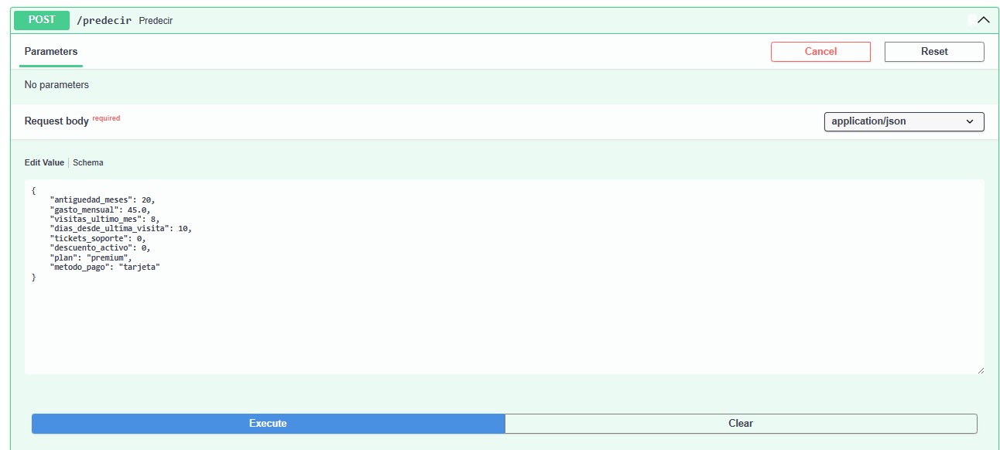 POST /predecir Predecir
Parameters Cancel Reset
No parameters
Request body required application/json
Edit Value Schema
{
    "antiguedad_meses": 20,
    "gasto_mensual": 45.0,
    "visitas_ultimo_mes": 8,
    "dias_desde_ultima_visita": 10,
    "tickets_soporte": 0,
    "descuento_activo": 0,
    "plan": "premium",
    "metodo_pago": "tarjeta"
}
Execute Clear